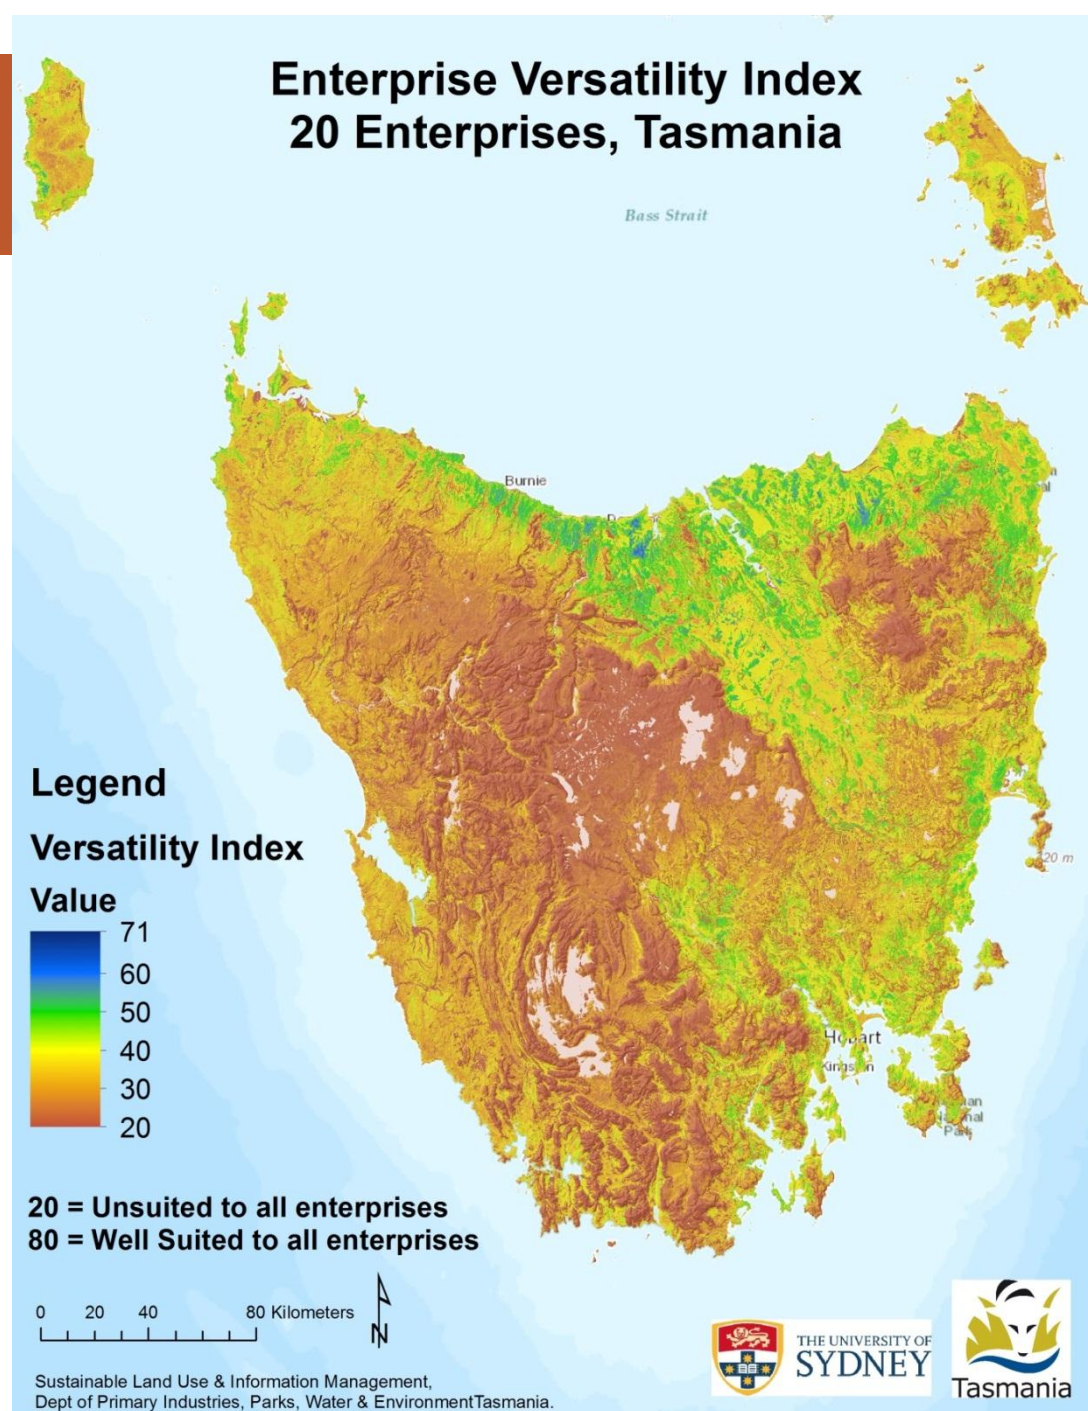 Enterprise Versatility Index
20 Enterprises, Tasmania
Bass Strait
Burnie
Hobart
20 m
Legend
Versatility Index
Value
71
60
50
40
30
20
20 = Unsuited to all enterprises
80 = Well Suited to all enterprises
0 20 40 80 Kilometers
N
THE UNIVERSITY OF
SYDNEY
Tasmania
Sustainable Land Use & Information Management,
Dept of Primary Industries, Parks, Water & EnvironmentTasmania.